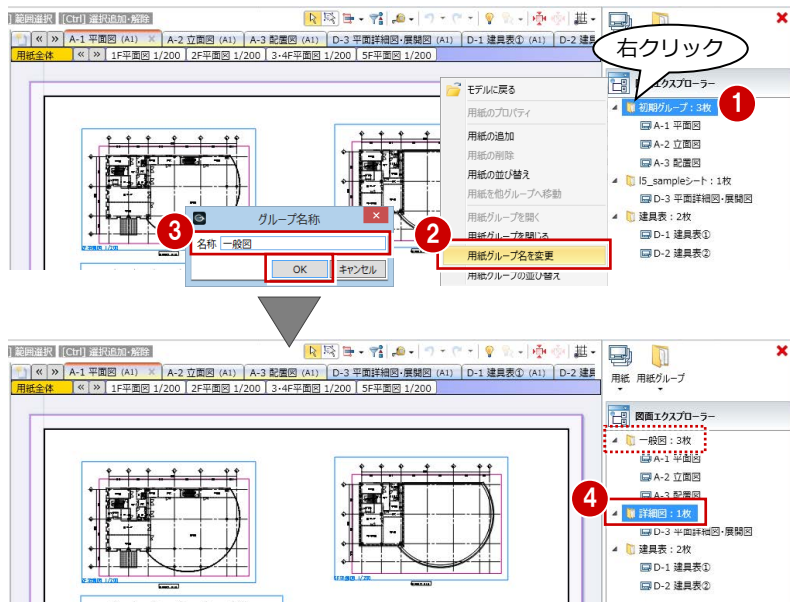 範囲選択 [Ctrl] 選択追加・解除
« » A-1 平面図 (A1) × A-2 立面図 (A1) A-3 配置図 (A1) D-3 平面詳細図・展開図 (A1) D-1 建具表① (A1) D-2 建具
用紙全体 « » 1F平面図 1/200 2F平面図 1/200 3・4F平面図 1/200 5F平面図 1/200
右クリック
エクスプローラー
初期グループ：3枚
1
A-1 平面図
A-2 立面図
A-3 配置図
I5_sampleシート：1枚
D-3 平面詳細図・展開図
建具表：2枚
D-1 建具表①
D-2 建具表②
モデルに戻る
用紙のプロパティ
用紙の追加
用紙の削除
用紙の並び替え
用紙を他グループへ移動
用紙グループを開く
用紙グループを閉じる
2
用紙グループ名を変更
用紙グループの並び替え
3
グループ名称
名称 一般図
OK キャンセル
範囲選択 [Ctrl] 選択追加・解除
« » A-1 平面図 (A1) × A-2 立面図 (A1) A-3 配置図 (A1) D-3 平面詳細図・展開図 (A1) D-1 建具表① (A1) D-2 建具
用紙全体 « » 1F平面図 1/200 2F平面図 1/200 3・4F平面図 1/200 5F平面図 1/200
用紙 用紙グループ
図面エクスプローラー
一般図：3枚
A-1 平面図
A-2 立面図
A-3 配置図
4
詳細図：1枚
D-3 平面詳細図・展開図
建具表：2枚
D-1 建具表①
D-2 建具表②